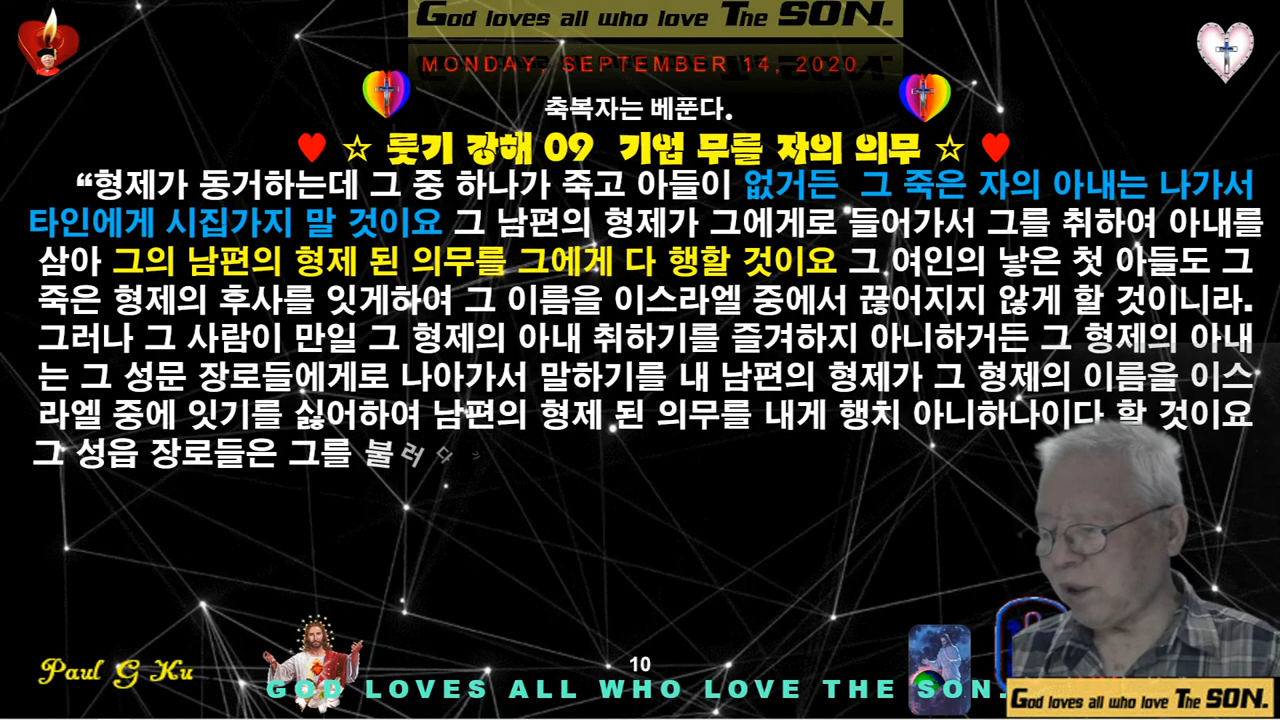 God loves all who love The SON.
MONDAY, SEPTEMBER 14, 2020
축복자는 베푼다.
♥ ☆ 룻기 강해 09 기업 무를 자의 의무 ☆ ♥
“형제가 동거하는데 그 중 하나가 죽고 아들이 없거든 그 죽은 자의 아내는 나가서
타인에게 시집가지 말 것이요 그 남편의 형제가 그에게로 들어가서 그를 취하여 아내를
삼아 그의 남편의 형제 된 의무를 그에게 다 행할 것이요 그 여인의 낳은 첫 아들도 그
죽은 형제의 후사를 잇게하여 그 이름을 이스라엘 중에서 끊어지지 않게 할 것이니라.
그러나 그 사람이 만일 그 형제의 아내 취하기를 즐겨하지 아니하거든 그 형제의 아내
는 그 성문 장로들에게로 나아가서 말하기를 내 남편의 형제가 그 형제의 이름을 이스
라엘 중에 잇기를 싫어하여 남편의 형제 된 의무를 내게 행치 아니하나이다 할 것이요
그 성읍 장로들은 그를 불러다
Paul G Ku
10
GOD LOVES ALL WHO LOVE THE SON.
God loves all who love The SON.